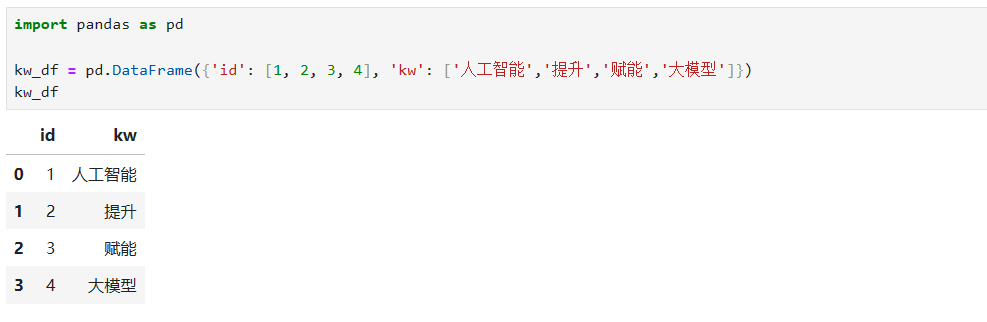 import pandas as pd
kw_df = pd.DataFrame({'id': [1, 2, 3, 4], 'kw': ['人工智能','提升','赋能','大模型']})
kw_df
id kw
0 1 人工智能
1 2 提升
2 3 赋能
3 4 大模型